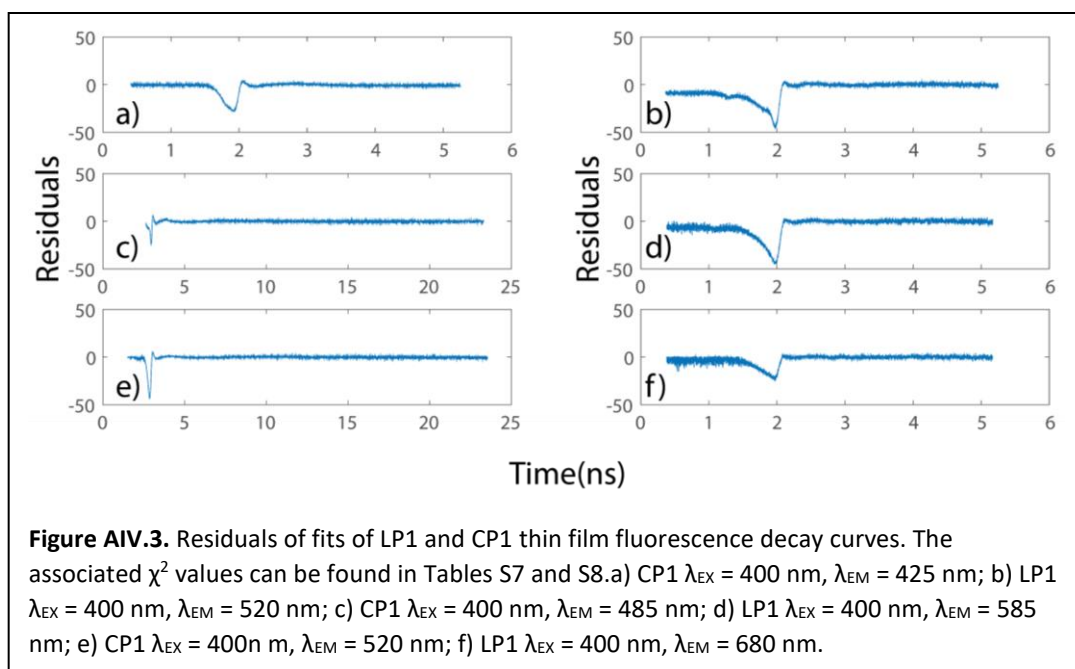 50
0
-50
a)
0 1 2 3 4 5 6
50
0
-50
b)
0 1 2 3 4 5 6
50
0
-50
c)
0 5 10 15 20 25
50
0
-50
d)
0 1 2 3 4 5 6
50
0
-50
e)
0 5 10 15 20 25
50
0
-50
f)
0 1 2 3 4 5 6
Residuals
Residuals
Time(ns)
Figure AIV.3. Residuals of fits of LP1 and CP1 thin film fluorescence decay curves. The
associated χ² values can be found in Tables S7 and S8.a) CP1 λEX = 400 nm, λEM = 425 nm; b) LP1
λEX = 400 nm, λEM = 520 nm; c) CP1 λEX = 400 nm, λEM = 485 nm; d) LP1 λEX = 400 nm, λEM = 585
nm; e) CP1 λEX = 400n m, λEM = 520 nm; f) LP1 λEX = 400 nm, λEM = 680 nm.